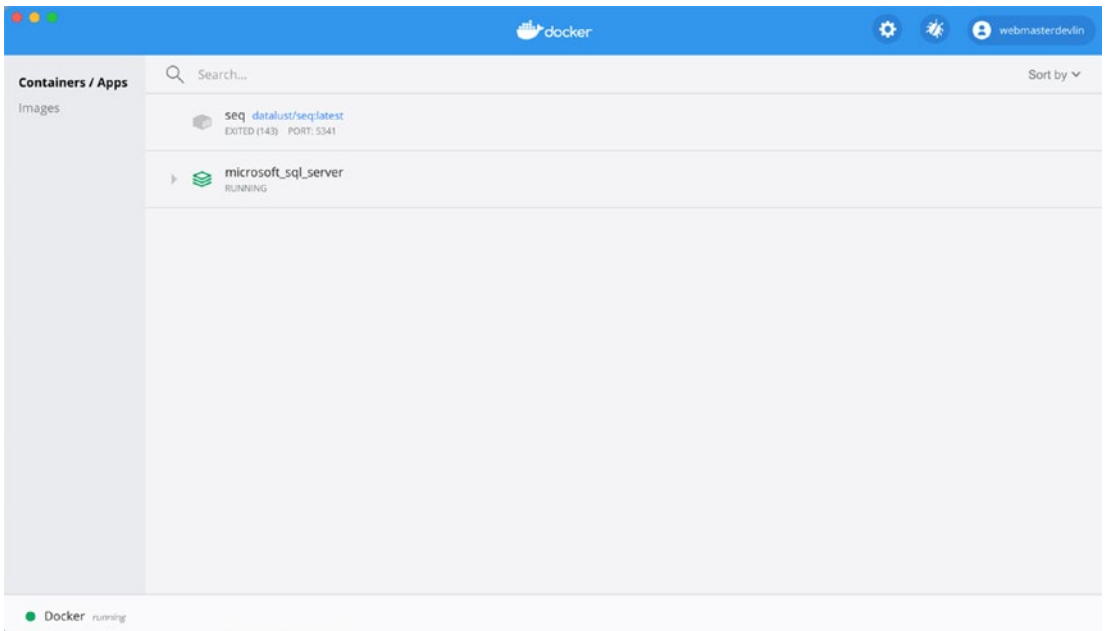 docker
webmasterdevlin
Containers / Apps
Images
Search...
Sort by
seq datalust/seq:latest
EXITED (143) PORT: 5341
microsoft_sql_server
RUNNING
Docker running